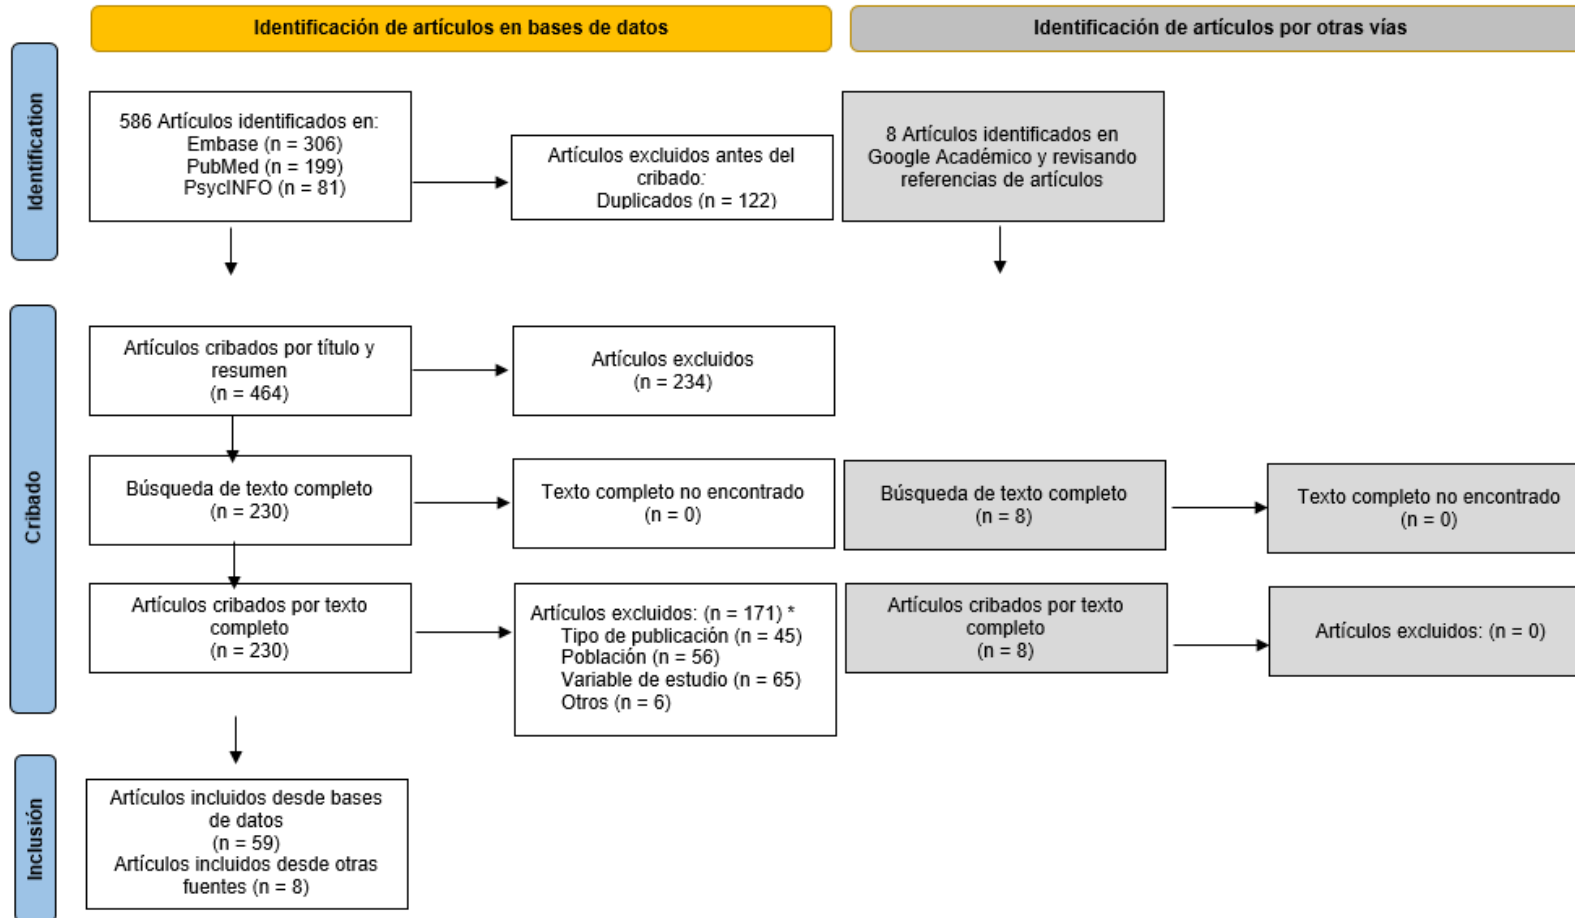 Identificación de artículos en bases de datos
Identificación de artículos por otras vías
Identification
586 Artículos identificados en:
Embase (n = 306)
PubMed (n = 199)
PsycINFO (n = 81)
Artículos excluidos antes del
cribado:
Duplicados (n = 122)
8 Artículos identificados en
Google Académico y revisando
referencias de artículos
Cribado
Artículos cribados por título y
resumen
(n = 464)
Artículos excluidos
(n = 234)
Búsqueda de texto completo
(n = 230)
Texto completo no encontrado
(n = 0)
Búsqueda de texto completo
(n = 8)
Texto completo no encontrado
(n = 0)
Artículos cribados por texto
completo
(n = 230)
Artículos excluidos: (n = 171) *
Tipo de publicación (n = 45)
Población (n = 56)
Variable de estudio (n = 65)
Otros (n = 6)
Artículos cribados por texto
completo
(n = 8)
Artículos excluidos: (n = 0)
Inclusión
Artículos incluidos desde bases
de datos
(n = 59)
Artículos incluidos desde otras
fuentes (n = 8)